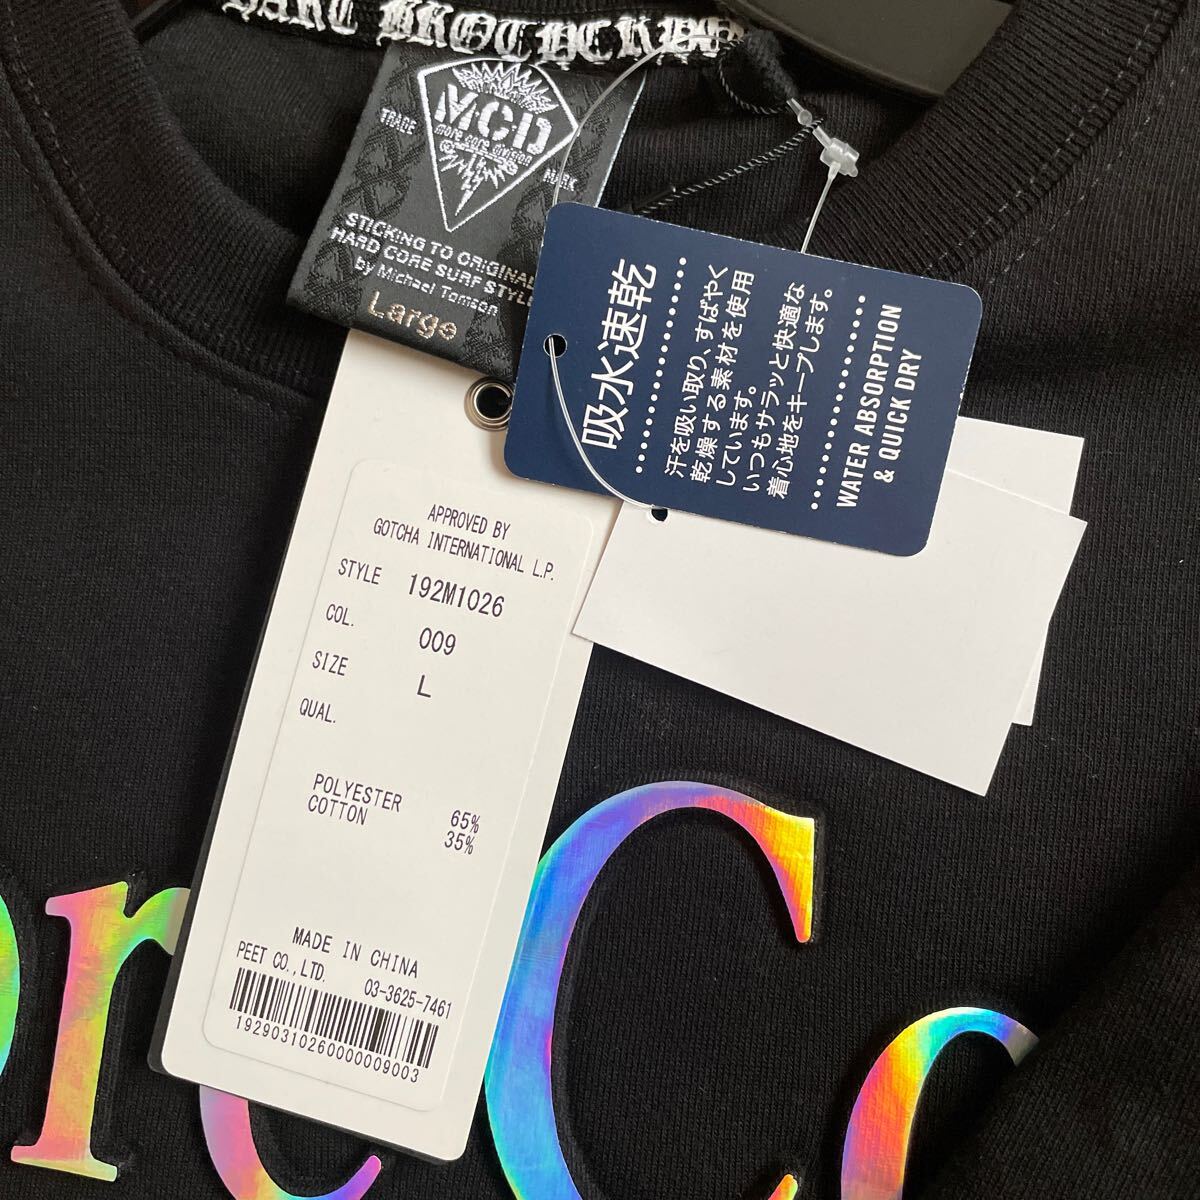 MCD
more core division
TRADE
MARK
STICKING TO ORIGINAL
HARD CORE SURF STYLE
by Michael Tomson
Large
吸水速乾
汗を吸い取り、すばやく
乾燥する素材を使用
しています。
いつもサラッと快適な
着心地をキープします。
WATER ABSORPTION
& QUICK DRY
APPROVED BY
GOTCHA INTERNATIONAL L.P.
STYLE 192M1026
COL. 009
SIZE L
QUAL.
POLYESTER 65%
COTTON 35%
MADE IN CHINA
PEET CO.,LTD. 03-3625-7461
19290310260000009003
ore Co